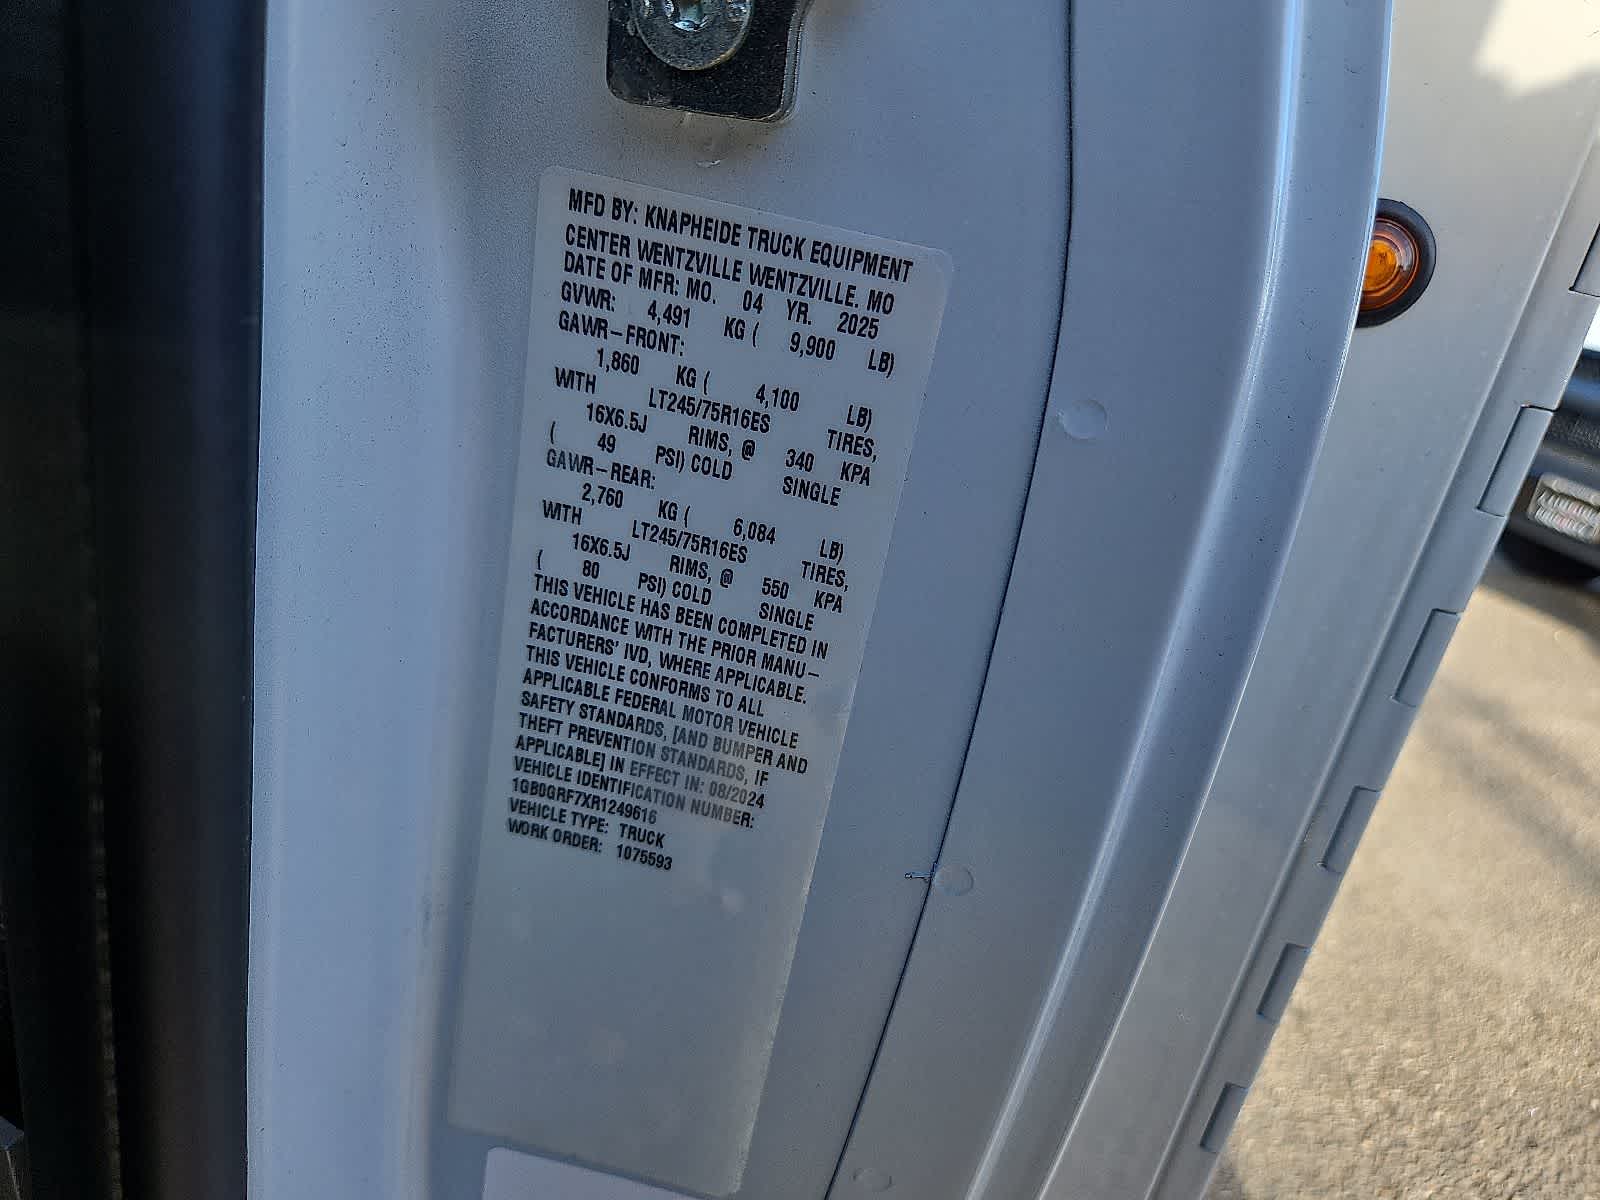 MFD BY: KNAPHEIDE TRUCK EQUIPMENT
CENTER WENTZVILLE WENTZVILLE. MO
DATE OF MFR: MO. 04 YR. 2025
GVWR: 4,491 KG ( 9,900 LB)
GAWR-FRONT:
1,860 KG ( 4,100 LB)
WITH LT245/75R16ES TIRES,
16X6.5J RIMS, @ 340 KPA
( 49 PSI) COLD SINGLE
GAWR-REAR:
2,760 KG ( 6,084 LB)
WITH LT245/75R16ES TIRES,
16X6.5J RIMS, @ 550 KPA
( 80 PSI) COLD SINGLE
THIS VEHICLE HAS BEEN COMPLETED IN
ACCORDANCE WITH THE PRIOR MANU-
FACTURERS' IVD, WHERE APPLICABLE.
THIS VEHICLE CONFORMS TO ALL
APPLICABLE FEDERAL MOTOR VEHICLE
SAFETY STANDARDS, [AND BUMPER AND
THEFT PREVENTION STANDARDS, IF
APPLICABLE] IN EFFECT IN: 08/2024
VEHICLE IDENTIFICATION NUMBER:
1GB0GRF7XR1249616
VEHICLE TYPE: TRUCK
WORK ORDER: 1075593